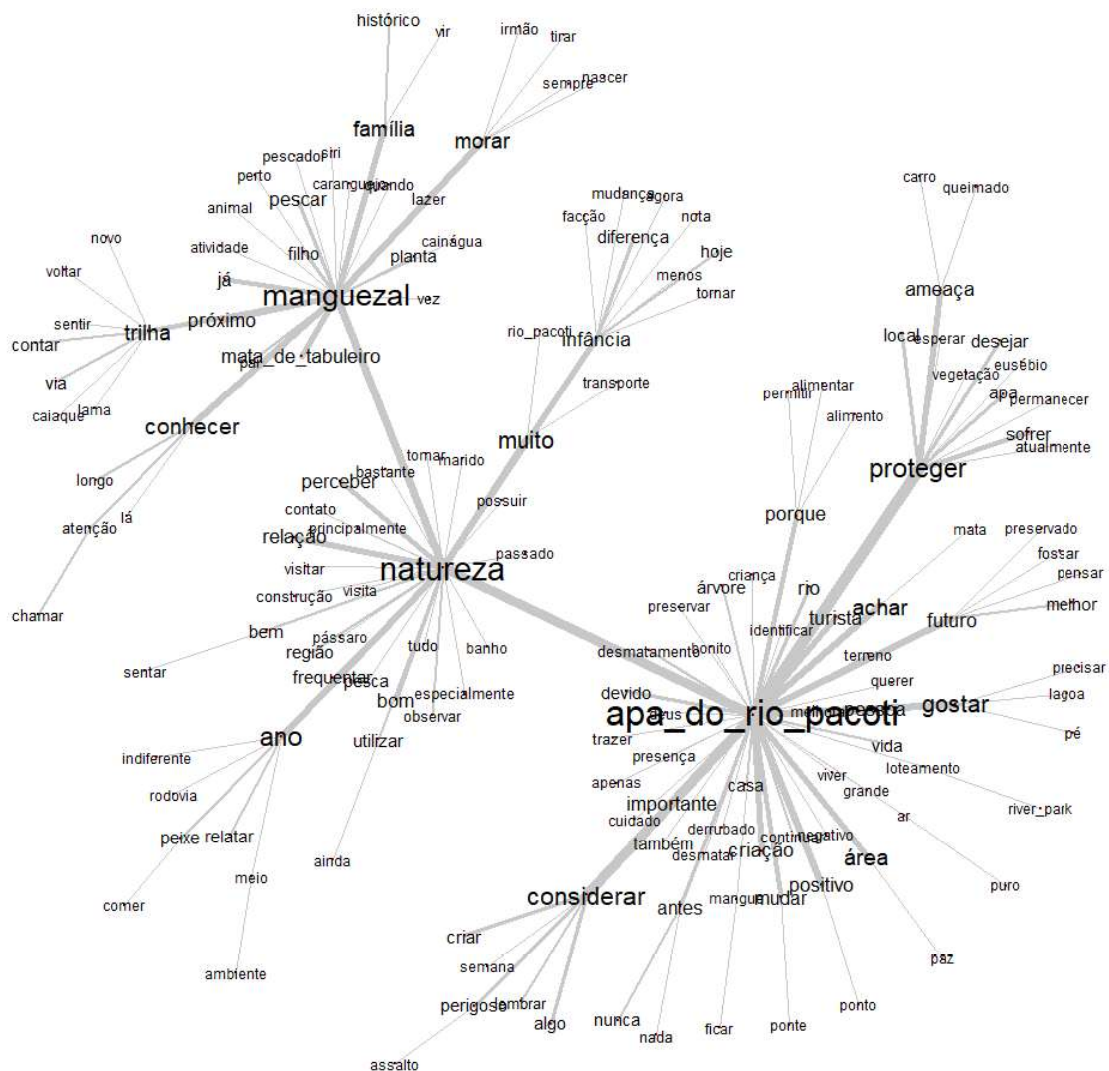 histórico
vir
irmão
tirar
sempre
nascer
família
morar
pescador
siri
perto
caranguejo
quando
pescar
lazer
animal
carro
queimado
mudança
agora
facção
nota
novo
atividade
filho
cainágua
planta
diferença
hoje
voltar
já
menos
manguezal
vez
tornar
ameaça
sentir
próximo
trilha
contar
rio_pacoti
infância
local
esperar
desejar
mata_de_tabuleiro
par
eusébio
vegetação
via
transporte
alimentar
permitir
apa
permanecer
caiaque
lama
alimento
conhecer
muito
sofrer
atualmente
tornar
marido
bastante
proteger
longo
perceber
possuir
contato
lá
atenção
principalmente
porque
relação
passado
mata
preservado
visitar
natureza
fossar
criança
pensar
construção
visita
árvore
rio
chamar
preservar
achar
melhor
turista
futuro
bem
pássaro
identificar
região
tudo
banho
desmatamento
bonito
terreno
sentar
frequentar
pesca
querer
precisar
bom
especialmente
devido
lagoa
observar
apa_do_rio_pacoti
deus
melhorar
pessoa
gostar
ano
utilizar
trazer
pé
vida
indiferente
presença
loteamento
apenas
casa
viver
grande
rodovia
importante
river_park
cuidado
ar
peixe
relatar
também
derrubado
continuar
negativo
desmatar
criação
área
ainda
meio
positivo
puro
considerar
mangue
mudar
comer
antes
criar
paz
semana
ambiente
perigoso
lembrar
ponto
algo
nunca
ficar
ponte
nada
assalto